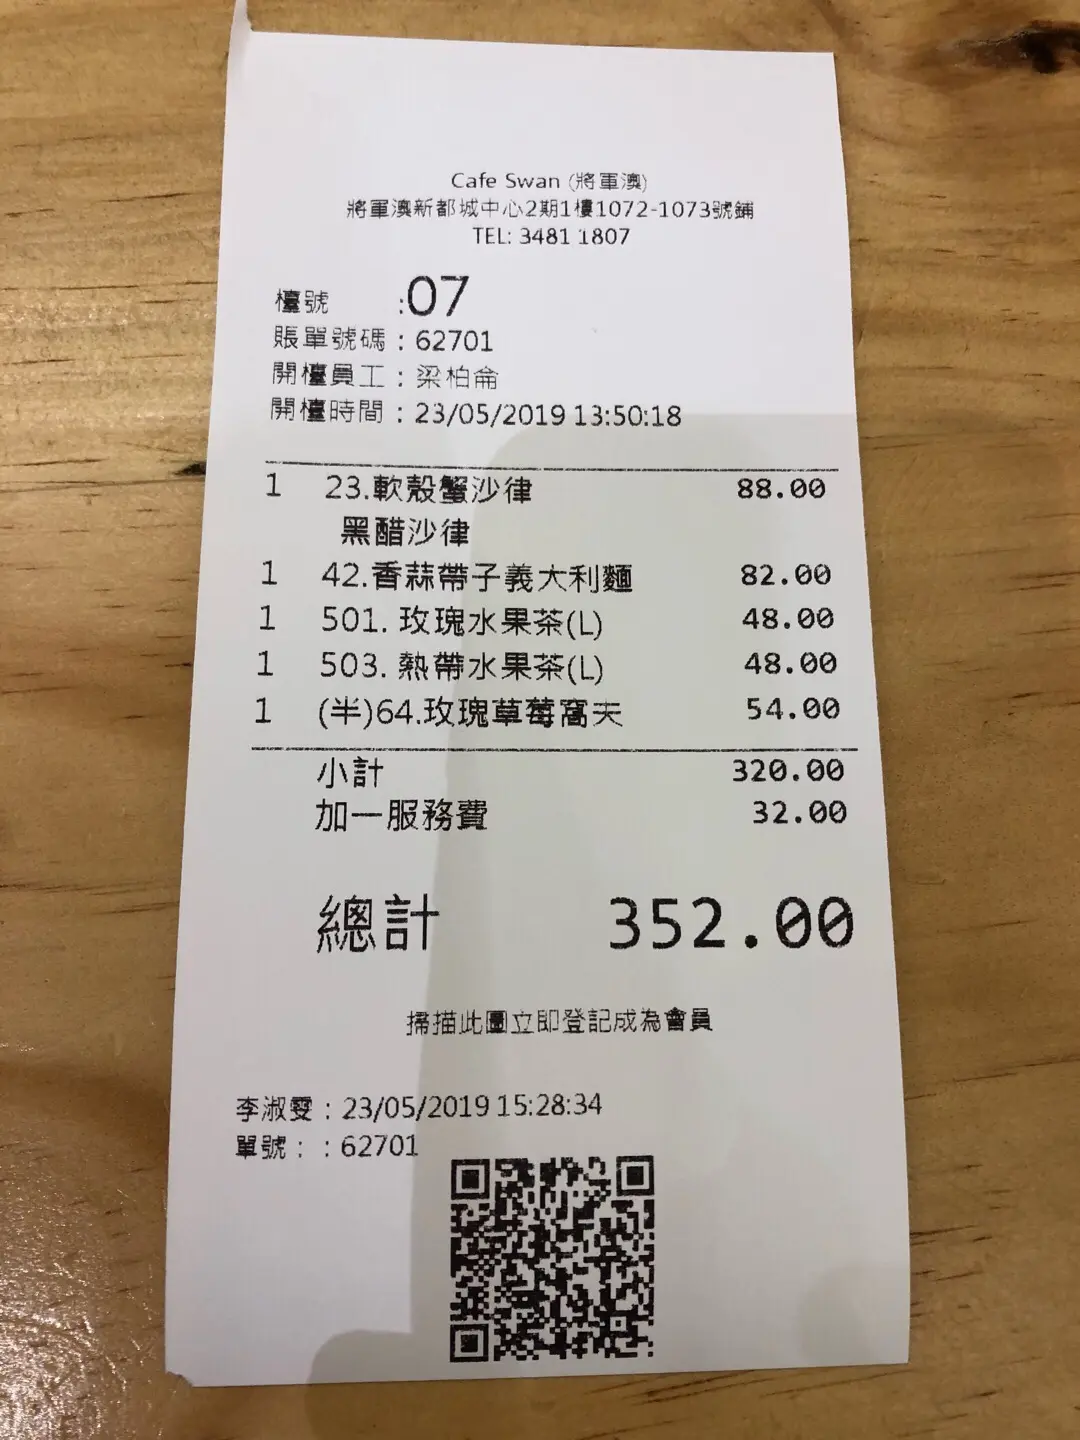 Cafe Swan (將軍澳)
將軍澳新都城中心2期1樓1072-1073號鋪
TEL: 3481 1807
檯號 :07
賬單號碼 : 62701
開檯員工 : 梁柏侖
開檯時間 : 23/05/2019 13:50:18
1 23.軟殼蟹沙律 88.00
黑醋沙律
1 42.香蒜帶子義大利麵 82.00
1 501. 玫瑰水果茶(L) 48.00
1 503. 熱帶水果茶(L) 48.00
1 (半)64.玫瑰草莓窩夫 54.00
小計 320.00
加一服務費 32.00
總計 352.00
掃描此圖立即登記成為會員
李淑雯 : 23/05/2019 15:28:34
單號 : : 62701